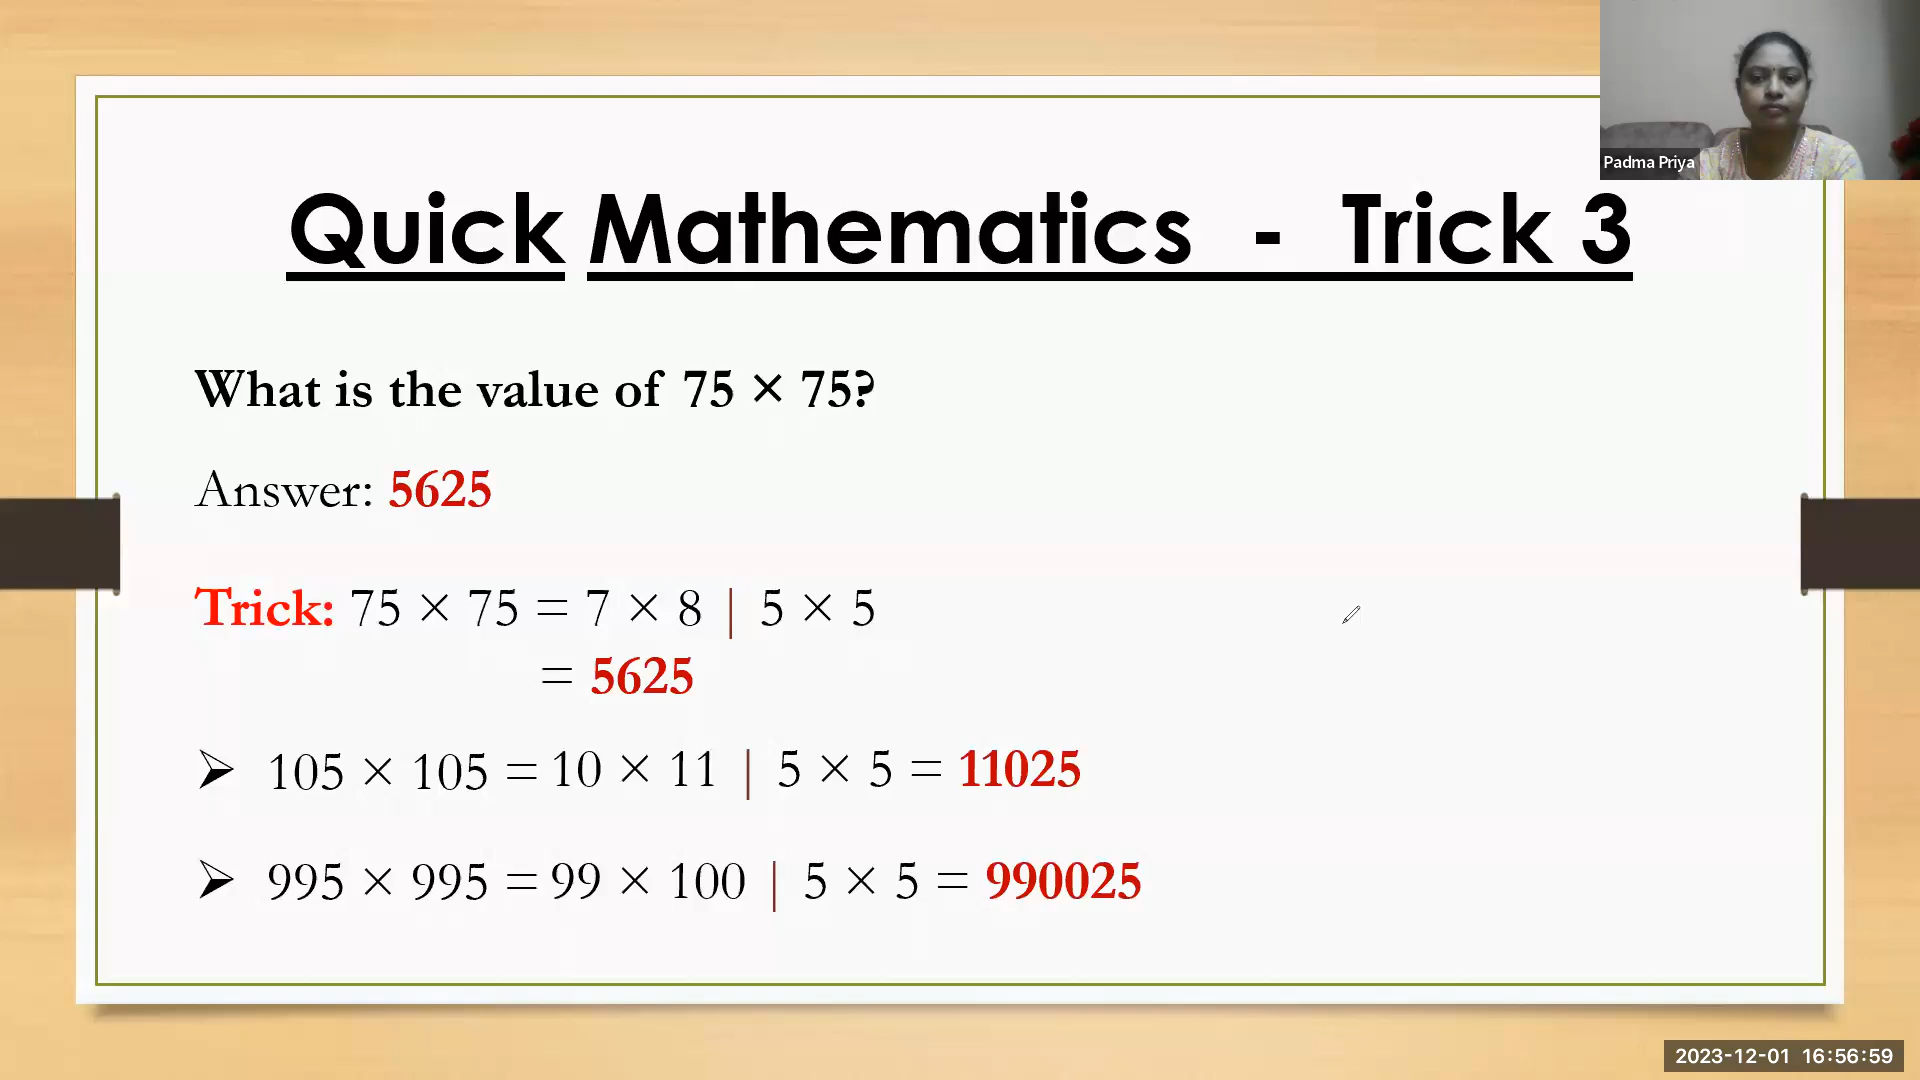 Padma Priya
Quick Mathematics - Trick 3
What is the value of 75 × 75?
Answer: 5625
Trick: 75 × 75 = 7 × 8 | 5 × 5
= 5625
➢ 105 × 105 = 10 × 11 | 5 × 5 = 11025
➢ 995 × 995 = 99 × 100 | 5 × 5 = 990025
2023-12-01 16:56:59